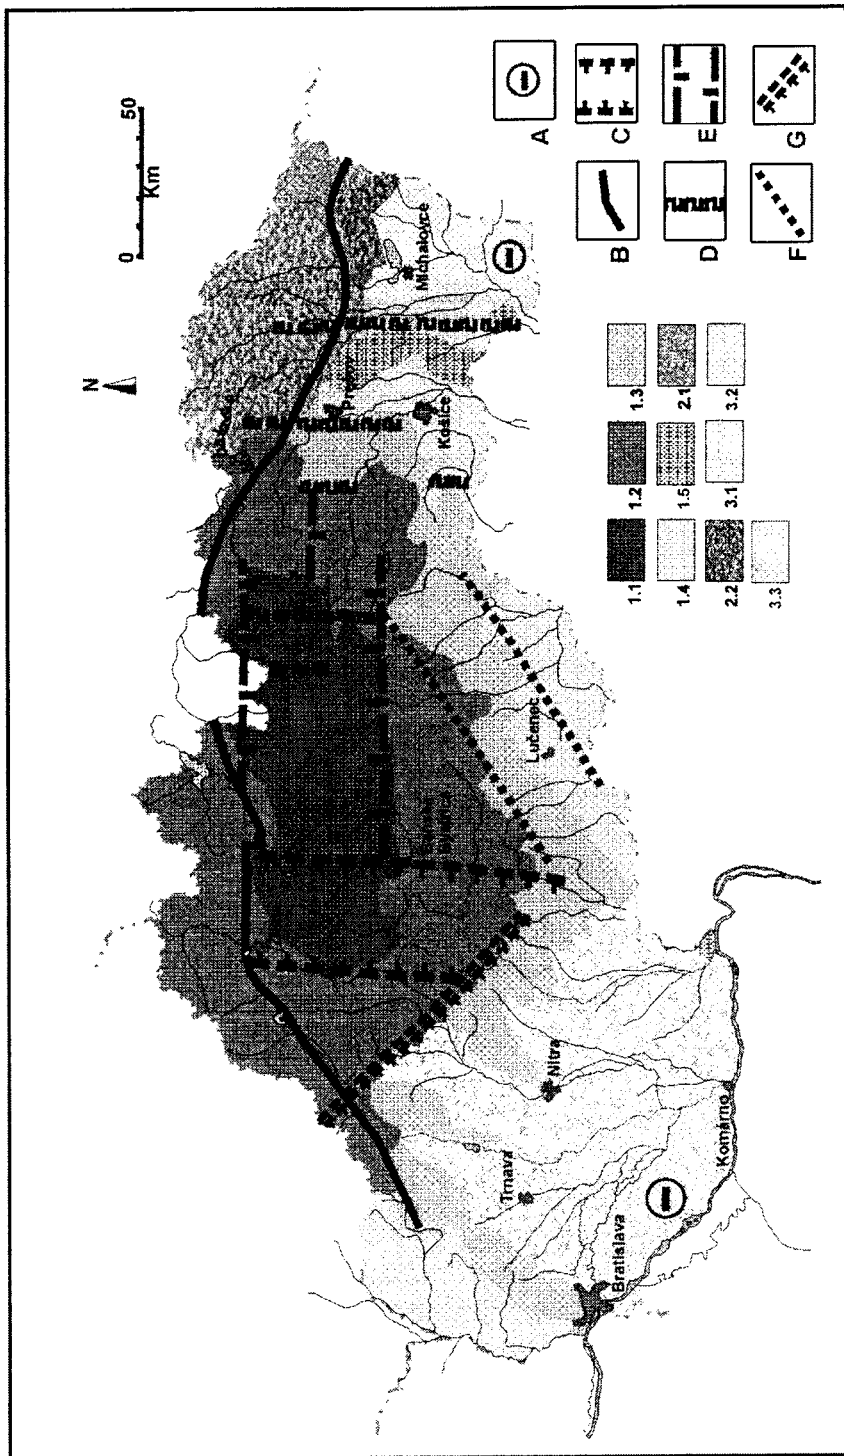 N
0 50
Km
Michalovce
Košice
Lučenec
Nitra
Trnava
Bratislava
Komárno
A
B
C
D
E
F
G
1.1
1.2
1.3
1.4
1.5
2.1
2.2
3.1
3.2
3.3